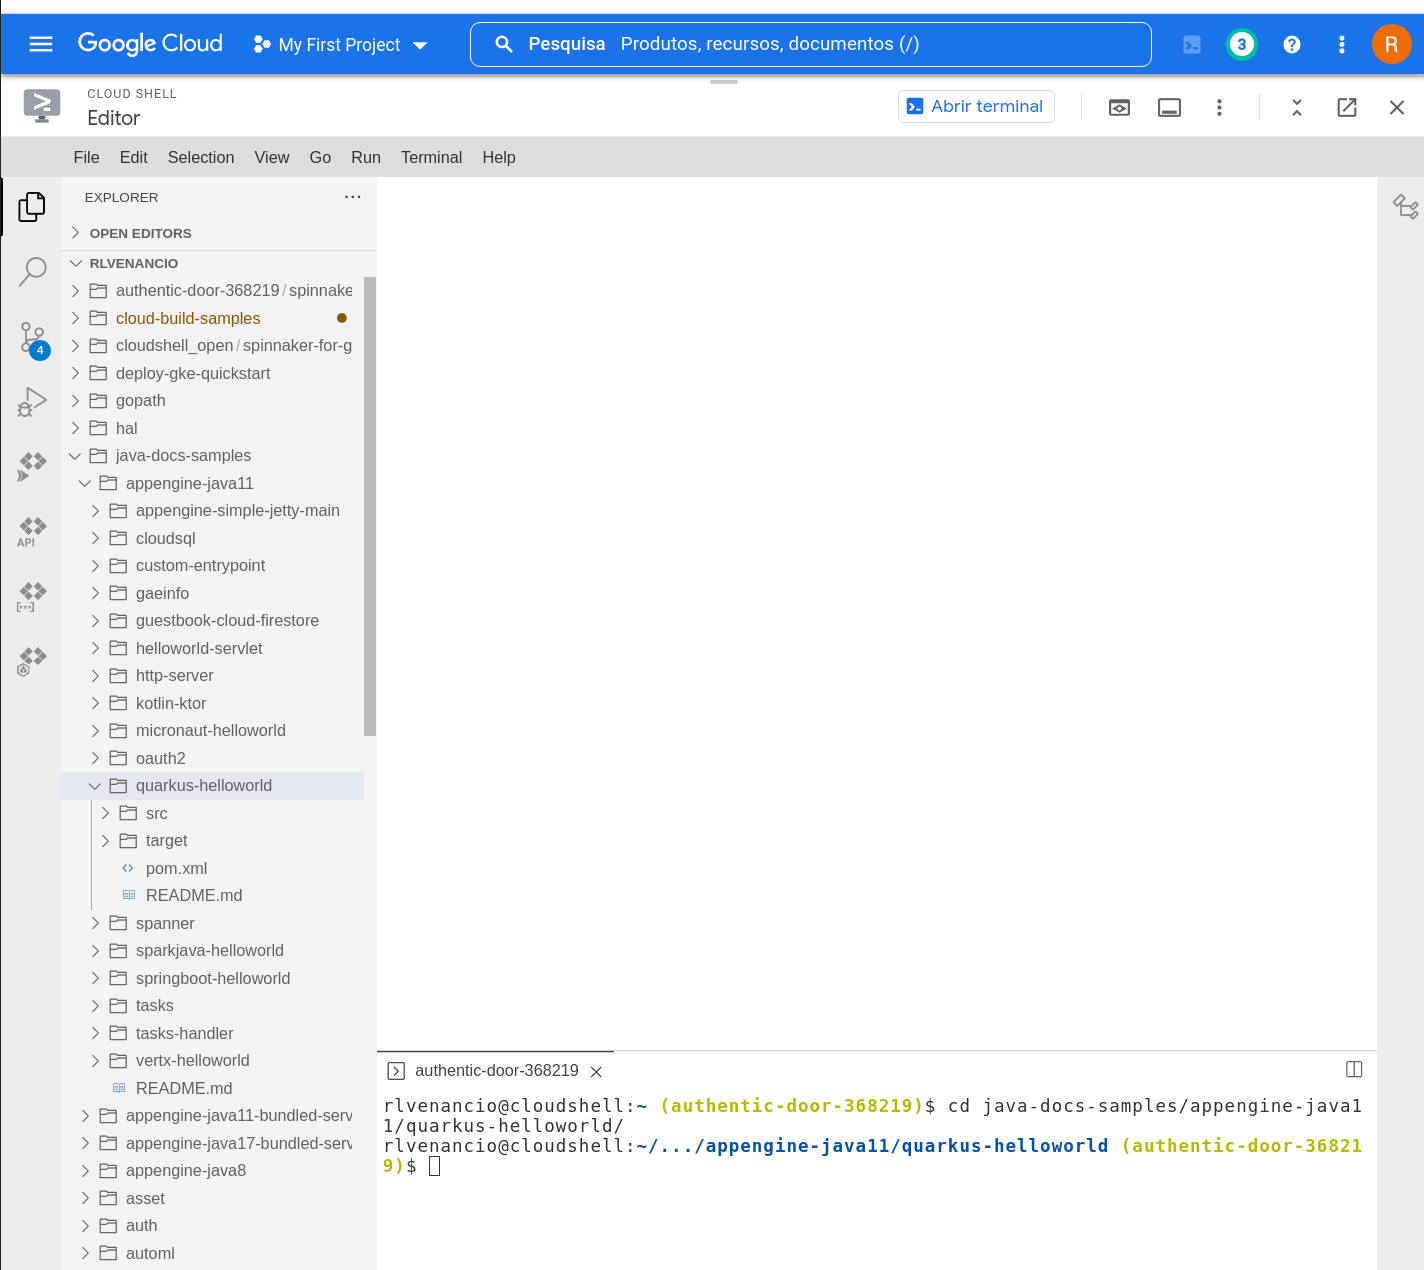 Google Cloud
My First Project
Pesquisa Produtos, recursos, documentos (/)
3
R
CLOUD SHELL
Editor
Abrir terminal
File Edit Selection View Go Run Terminal Help
EXPLORER
OPEN EDITORS
RLVENANCIO
authentic-door-368219/spinnake
cloud-build-samples
cloudshell_open/spinnaker-for-g
4
deploy-gke-quickstart
gopath
hal
java-docs-samples
appengine-java11
appengine-simple-jetty-main
cloudsql
API
custom-entrypoint
gaeinfo
guestbook-cloud-firestore
helloworld-servlet
http-server
kotlin-ktor
micronaut-helloworld
oauth2
quarkus-helloworld
src
target
pom.xml
README.md
spanner
sparkjava-helloworld
springboot-helloworld
tasks
tasks-handler
vertx-helloworld
README.md
appengine-java11-bundled-serv
appengine-java17-bundled-serv
appengine-java8
asset
auth
automl
authentic-door-368219
rlvenancio@cloudshell:~ (authentic-door-368219)$ cd java-docs-samples/appengine-java1
1/quarkus-helloworld/
rlvenancio@cloudshell:~/.../appengine-java11/quarkus-helloworld (authentic-door-36821
9)$